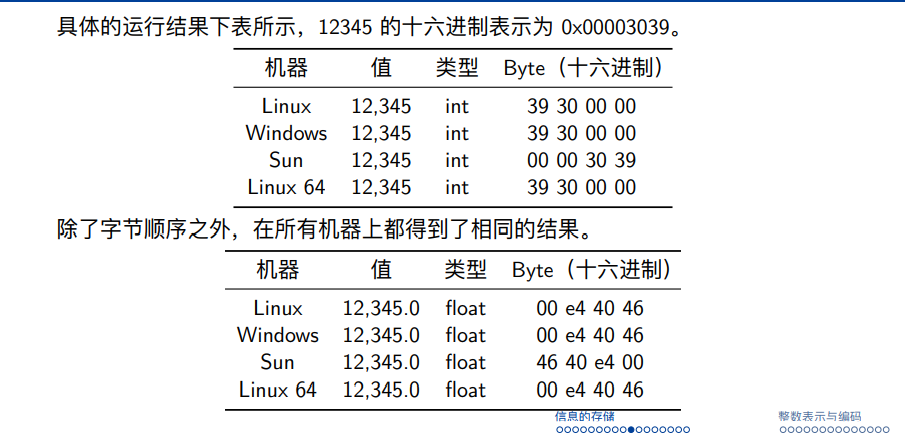 具体的运行结果下表所示，12345 的十六进制表示为 0x00003039。
机器 值 类型 Byte（十六进制）
Linux 12,345 int 39 30 00 00
Windows 12,345 int 39 30 00 00
Sun 12,345 int 00 00 30 39
Linux 64 12,345 int 39 30 00 00
除了字节顺序之外，在所有机器上都得到了相同的结果。
机器 值 类型 Byte（十六进制）
Linux 12,345.0 float 00 e4 40 46
Windows 12,345.0 float 00 e4 40 46
Sun 12,345.0 float 46 40 e4 00
Linux 64 12,345.0 float 00 e4 40 46
信息的存储 整数表示与编码